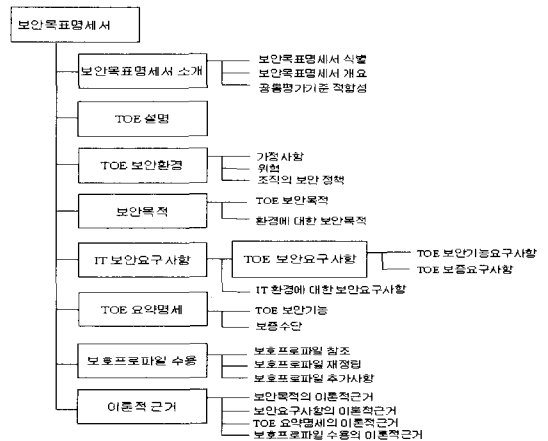 보안목표명세서
보안목표명세서 소개
보안목표명세서 식별
보안목표명세서 개요
공통평가기준 적합성
TOE 설명
TOE 보안환경
가정사항
위협
조직의 보안 정책
보안목적
TOE 보안목적
환경에 대한 보안목적
IT 보안요구사항
TOE 보안요구사항
TOE 보안기능요구사항
TOE 보증요구사항
IT 환경에 대한 보안요구사항
TOE 요약명세
TOE 보안기능
보증수단
보호프로파일 수용
보호프로파일 참조
보호프로파일 재정립
보호프로파일 추가사항
이론적 근거
보안목적의 이론적근거
보안요구사항의 이론적근거
TOE 요약명세의 이론적근거
보호프로파일 수용의 이론적근거